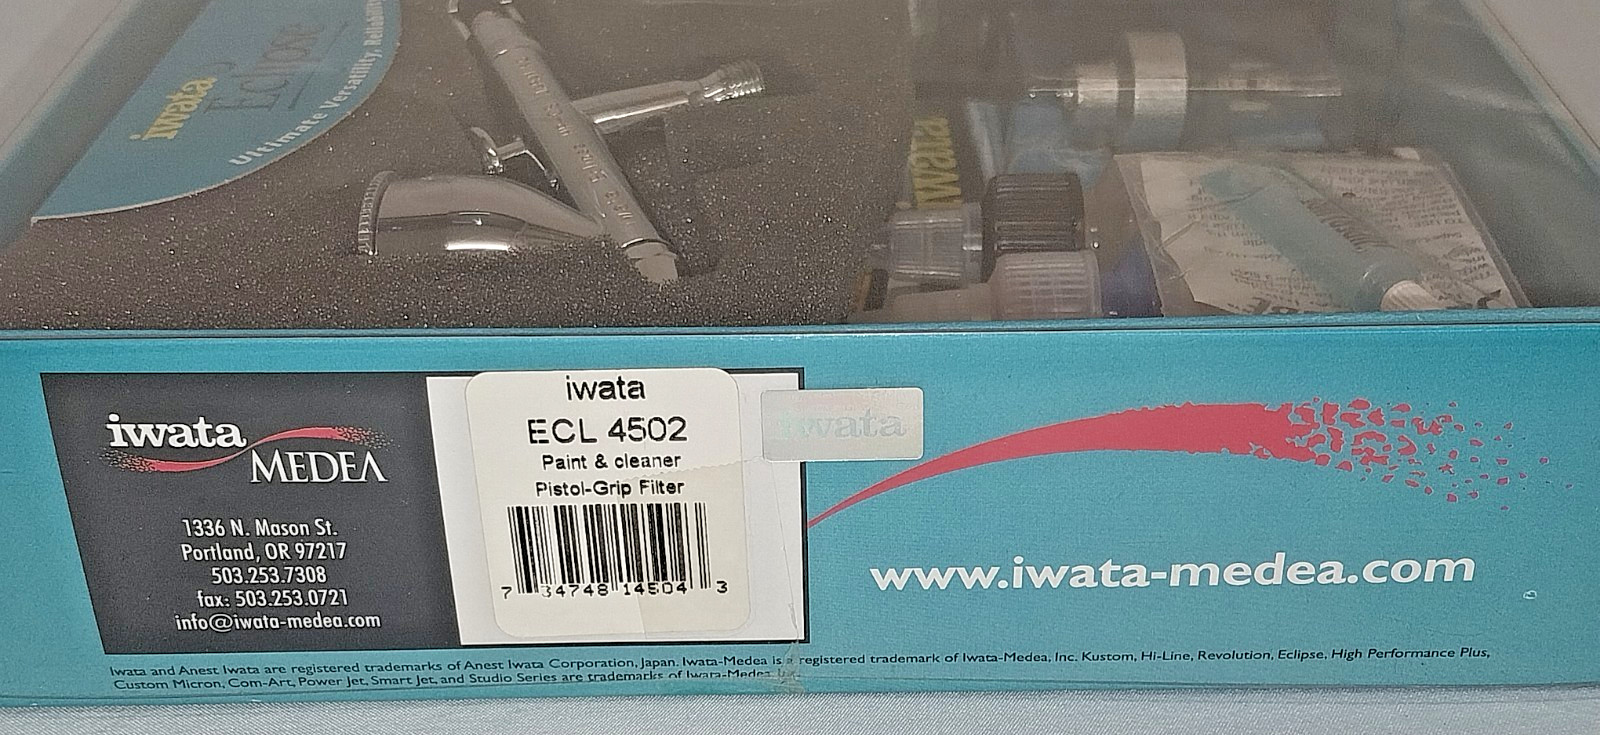 iwata
Eclipse
Ultimate Versatility, Reliability
iwata
iwata
MEDEA
1336 N. Mason St.
Portland, OR 97217
503.253.7308
fax: 503.253.0721
info@iwata-medea.com
iwata
ECL 4502
Paint & cleaner
Pistol-Grip Filter
7 34748 14504 3
iwata
www.iwata-medea.com
Iwata and Anest Iwata are registered trademarks of Anest Iwata Corporation, Japan. Iwata-Medea is a registered trademark of Iwata-Medea, Inc. Kustom, Hi-Line, Revolution, Eclipse, High Performance Plus,
Custom Micron, Com-Art, Power Jet, Smart Jet, and Studio Series are trademarks of Iwata-Medea, Inc.